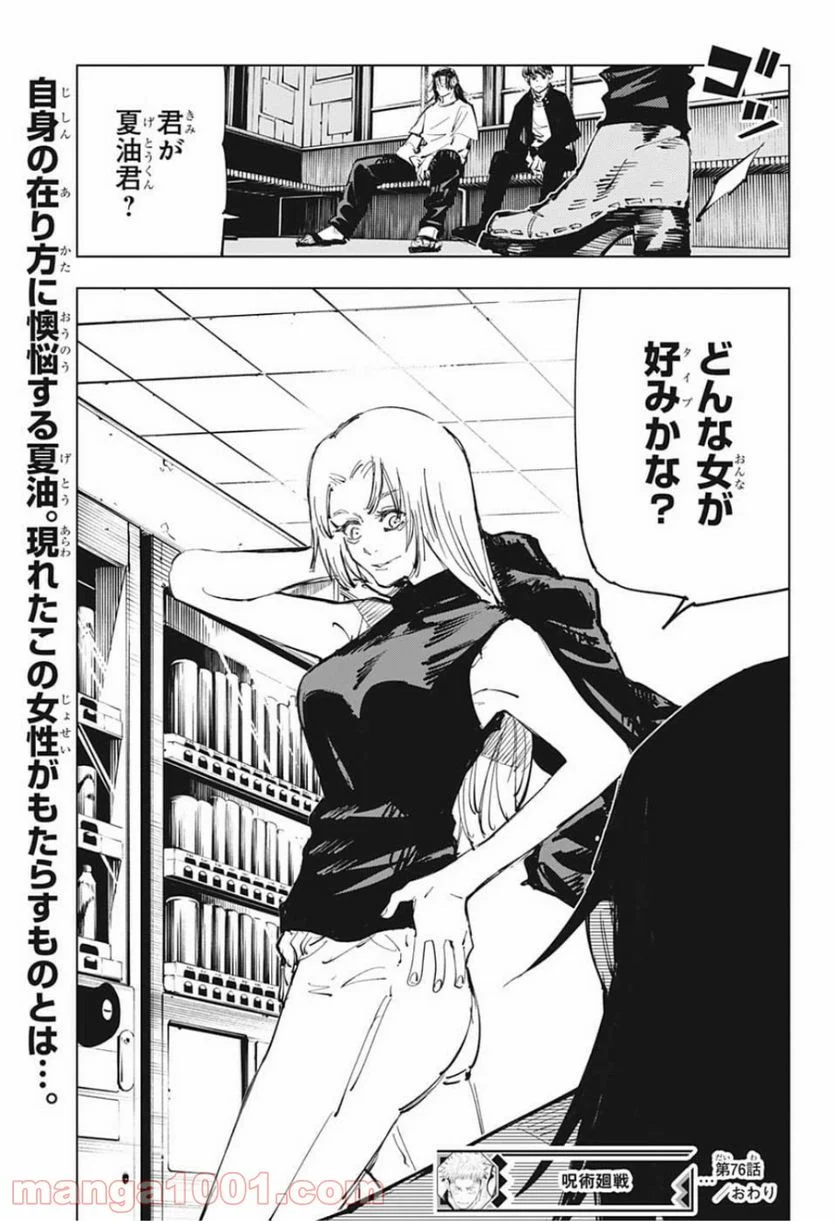 ゴッ
君が
夏油君?
どんな女が
好みかな?
自身の在り方に懊悩する夏油。現れたこの女性がもたらすものとは…。
呪術廻戦
…第76話
/おわり
manga1001.com